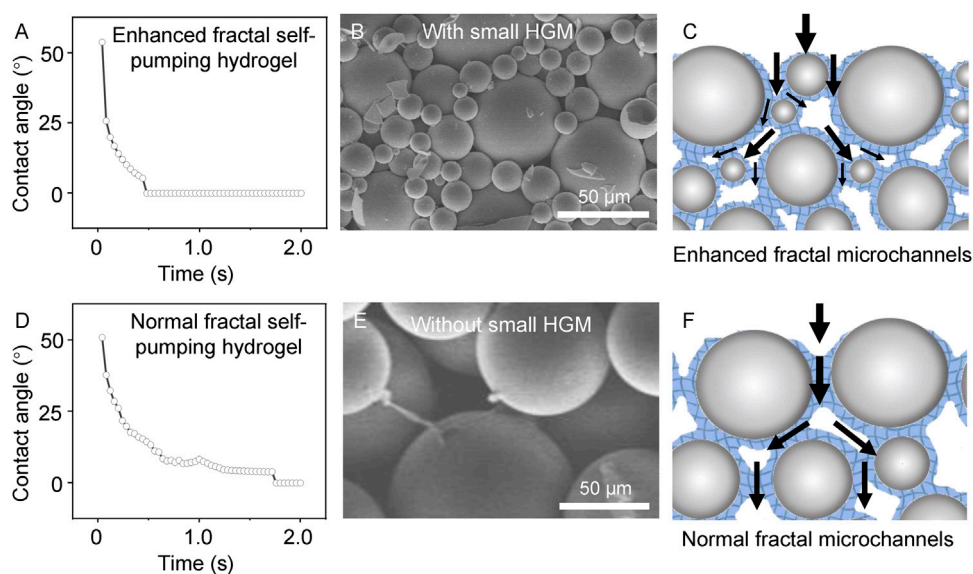 A
Enhanced fractal self-
pumping hydrogel
Contact angle (°)
50
25
0
0
1.0
2.0
Time (s)
B
With small HGM
50 µm
C
Enhanced fractal microchannels
D
Normal fractal self-
pumping hydrogel
Contact angle (°)
50
25
0
0
1.0
2.0
Time (s)
E
Without small HGM
50 µm
F
Normal fractal microchannels